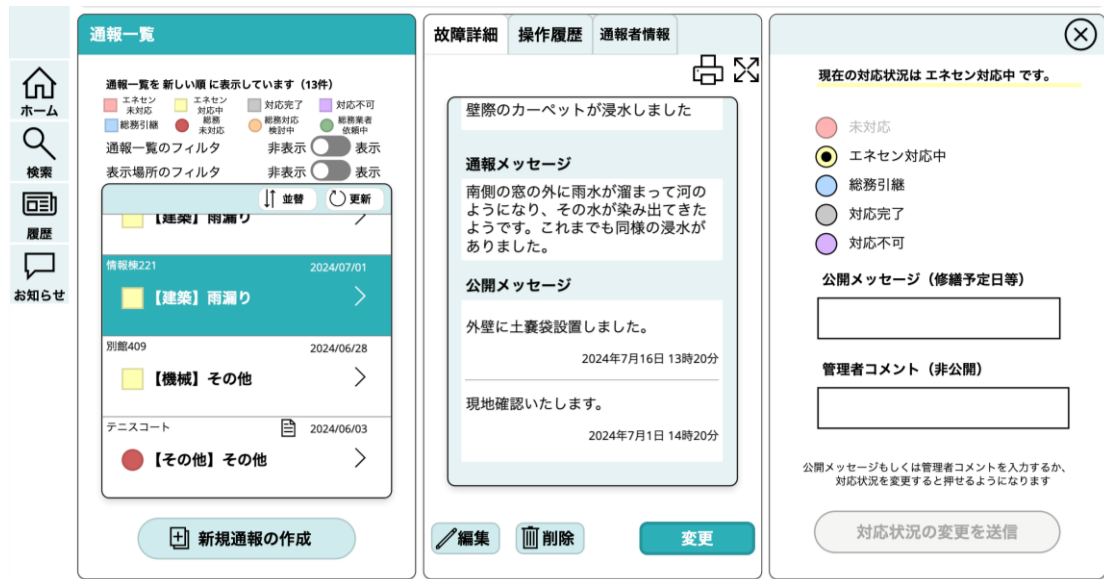 ホーム
検索
履歴
お知らせ
通報一覧
通報一覧を 新しい順 に表示しています（13件）
エネセン
未対応
エネセン
対応中
対応完了
対応不可
総務引継
総務
未対応
総務対応
検討中
総務業者
依頼中
通報一覧のフィルタ 非表示 表示
表示場所のフィルタ 非表示 表示
並替 更新
【建築】雨漏り
情報棟221 2024/07/01
【建築】雨漏り
別館409 2024/06/28
【機械】その他
テニスコート 2024/06/03
【その他】その他
新規通報の作成
故障詳細 操作履歴 通報者情報
壁際のカーペットが浸水しました
通報メッセージ
南側の窓の外に雨水が溜まって河の
ようになり、その水が染み出てきた
ようです。これまでも同様の浸水が
ありました。
公開メッセージ
外壁に土嚢袋設置しました。
2024年7月16日 13時20分
現地確認いたします。
2024年7月1日 14時20分
編集 削除 変更
現在の対応状況は エネセン対応中 です。
未対応
エネセン対応中
総務引継
対応完了
対応不可
公開メッセージ（修繕予定日等）
管理者コメント（非公開）
公開メッセージもしくは管理者コメントを入力するか、
対応状況を変更すると押せるようになります
対応状況の変更を送信